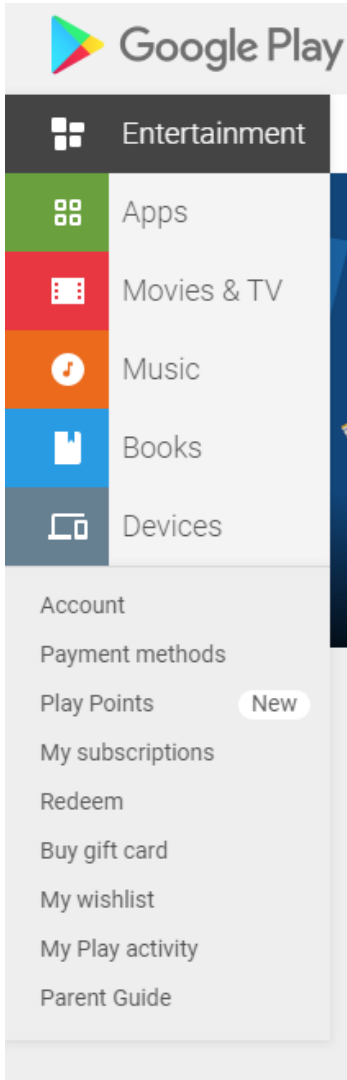 Google Play
Entertainment
Apps
Movies & TV
Music
Books
Devices
Account
Payment methods
Play Points New
My subscriptions
Redeem
Buy gift card
My wishlist
My Play activity
Parent Guide